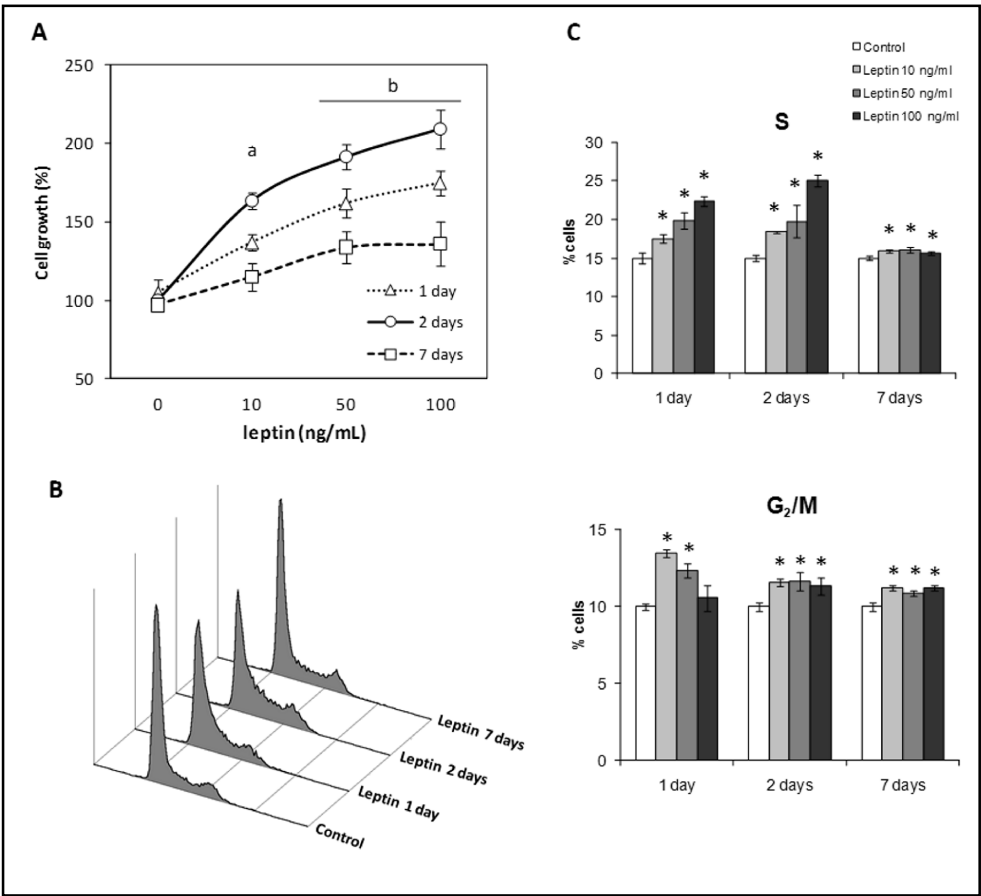 A
250
200
150
100
50
Cell growth (%)
a
b
1 day
2 days
7 days
0 10 50 100
leptin (ng/mL)
B
Leptin 7 days
Leptin 2 days
Leptin 1 day
Control
C
Control
Leptin 10 ng/ml
Leptin 50 ng/ml
Leptin 100 ng/ml
S
30
25
20
15
10
5
0
% cells
* * * * * * * * *
1 day 2 days 7 days
G₂/M
15
10
5
0
% cells
* * * * * * * *
1 day 2 days 7 days